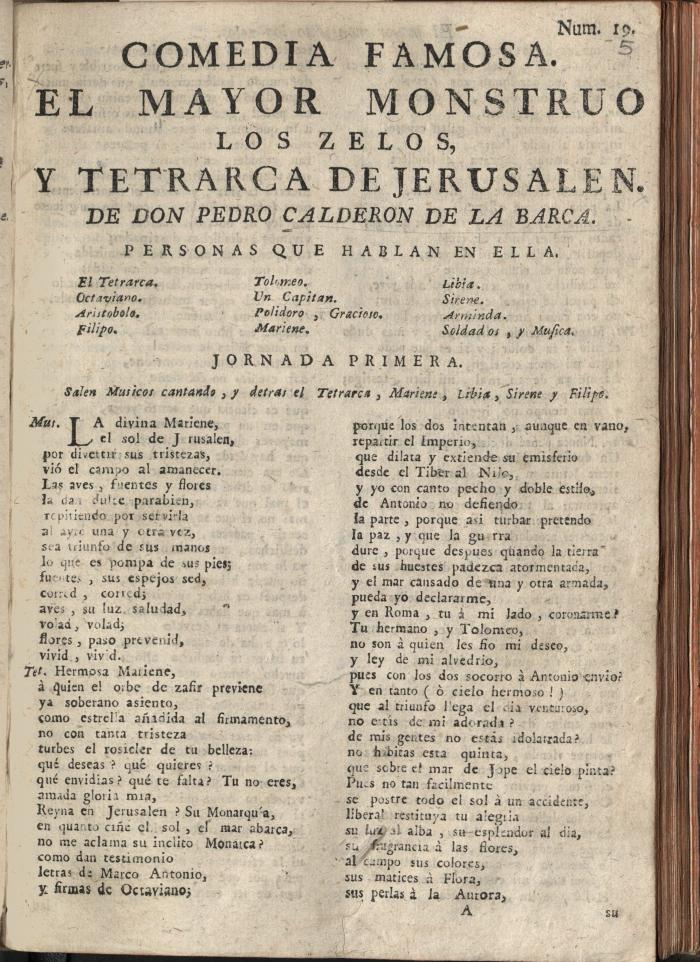 Num. 19.
5
COMEDIA FAMOSA.
EL MAYOR MONSTRUO
LOS ZELOS,
Y TETRARCA DE JERUSALEN.
DE DON PEDRO CALDERON DE LA BARCA.
PERSONAS QUE HABLAN EN ELLA.
El Tetrarca.
Octaviano.
Aristobolo.
Filipo.
Tolomeo.
Un Capitan.
Polidoro, Gracioso.
Mariene.
Libia.
Sirene.
Arminda.
Soldados, y Musica.
JORNADA PRIMERA.
Salen Musicos cantando, y detras el Tetrarca, Mariene, Libia, Sirene y Filipo.
Mus. LA divina Mariene,
el sol de J rusalen,
por divertir sus tristezas,
vió el campo al amanecer.
Las aves, fuentes y flores
la dan dulce parabien,
repitiendo por servirla
al ayre una y otra vez,
sea triunfo de sus manos
lo que es pompa de sus pies;
fuentes, sus espejos sed,
corred, corred;
aves, su luz saludad,
volad, volad;
flores, paso prevenid,
vivid, vivid.
Tet. Hermosa Mariene,
à quien el orbe de zafir previene
ya soberano asiento,
como estrella añadida al firmamento,
no con tanta tristeza
turbes el rosicler de tu belleza:
qué deseas? qué quieres?
qué envidias? qué te falta? Tu no eres,
amada gloria mia,
Reyna en Jerusalen? Su Monarquía,
en quanto ciñe el sol, el mar abarca,
no me aclama su inclito Monarca?
como dan testimonio
letras de Marco Antonio,
y firmas de Octaviano;
porque los dos intentan, aunque en vano,
repartir el Imperio,
que dilata y extiende su emisferio
desde el Tiber al Nilo,
y yo con canto pecho y doble estilo,
de Antonio no defiendo
la parte, porque asi turbar pretendo
la paz, y que la gu rra
dure, porque despues quando la tierra
de sus huestes padezca atormentada,
y el mar cansado de una y otra armada,
pueda yo declararme,
y en Roma, tu à mi lado, coronarme?
Tu hermano, y Tolomeo,
no son à quien les fio mi deseo,
y ley de mi alvedrio,
pues con los dos socorro à Antonio envio?
Y en tanto (ò cielo hermoso!)
que al triunfo llega el dia venturoso,
no estás de mi adorada?
de mis gentes no estás idolatrada?
no habitas esta quinta,
que sobre el mar de Jope el cielo pinta?
Pues no tan facilmente
se postre todo el sol à un accidente,
liberal restituya tu alegria
su luz al alba, su esplendor al dia,
su fragrancia à las flores,
al campo sus colores,
sus matices à Flora,
sus perlas à la Aurora,
A
su